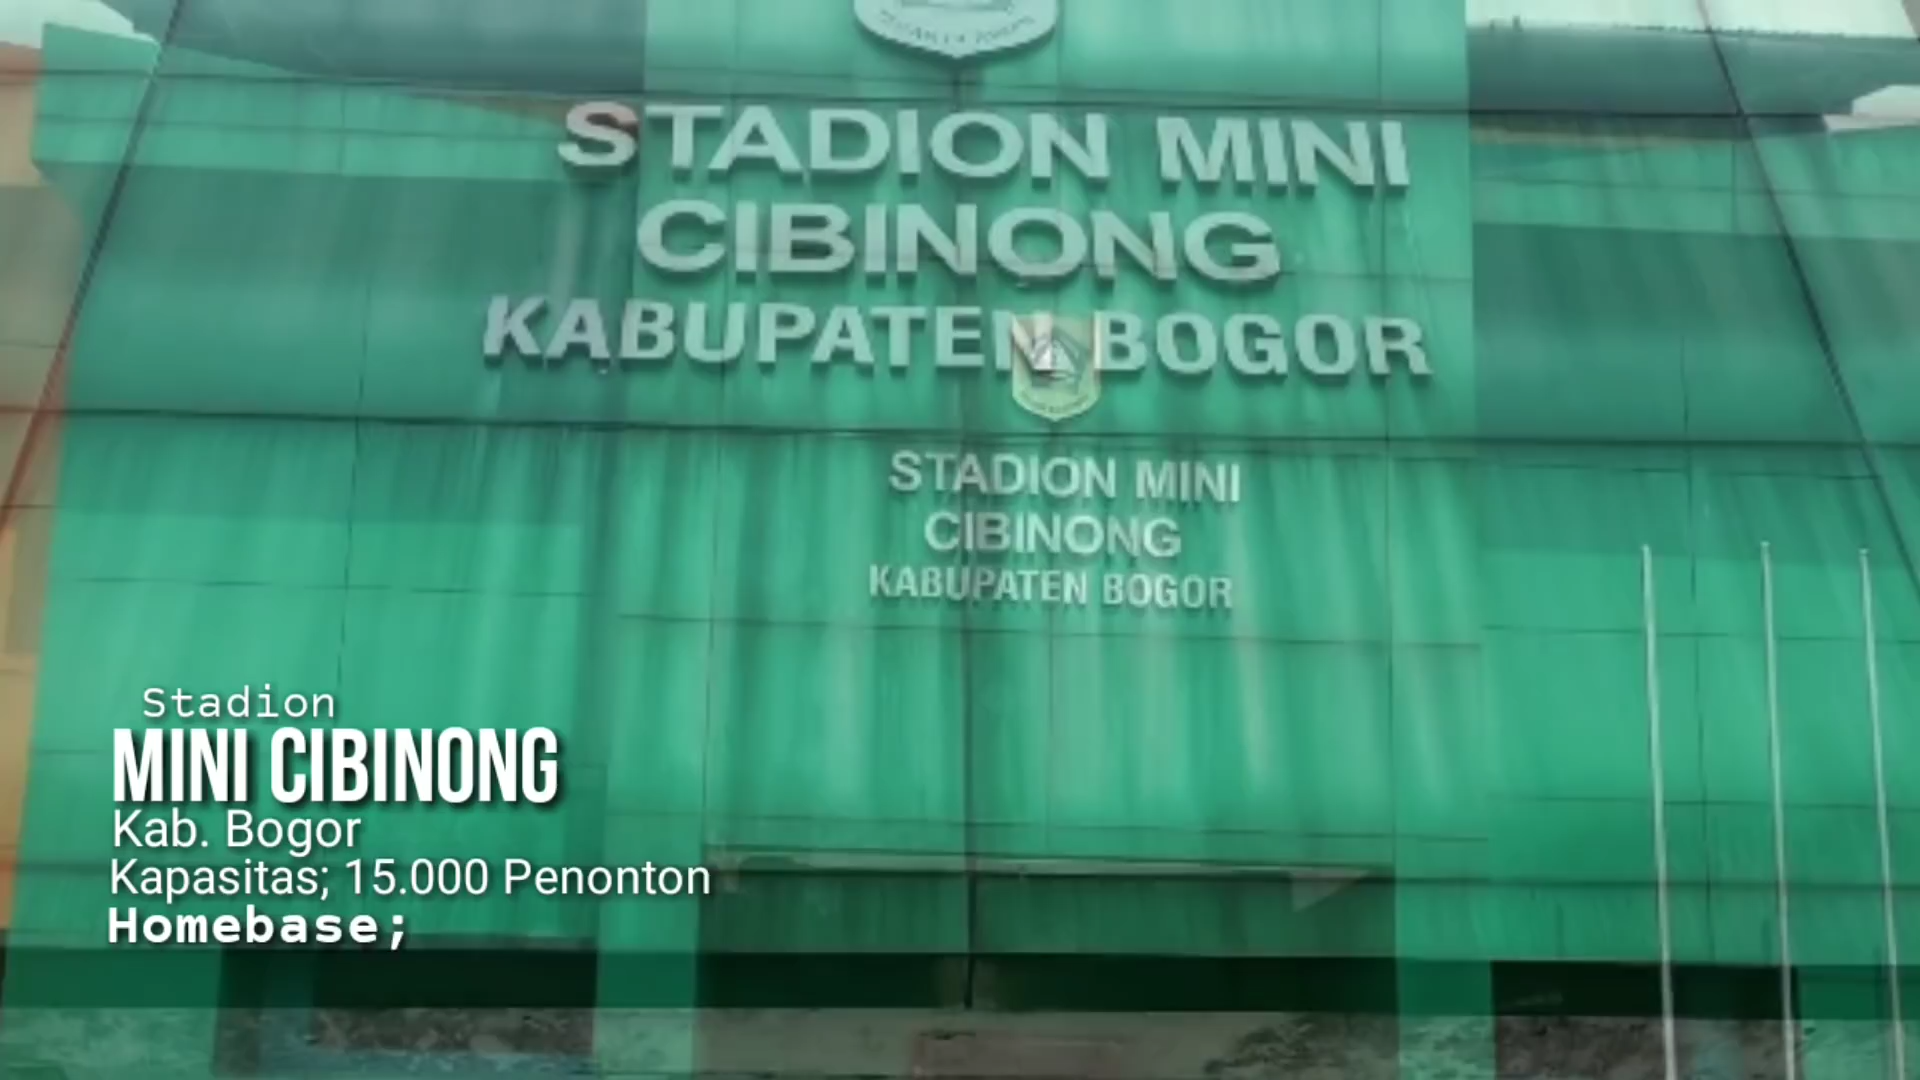 STADION MINI
CIBINONG
KABUPATEN BOGOR
STADION MINI
CIBINONG
KABUPATEN BOGOR
Stadion
MINI CIBINONG
Kab. Bogor
Kapasitas; 15.000 Penonton
Homebase;